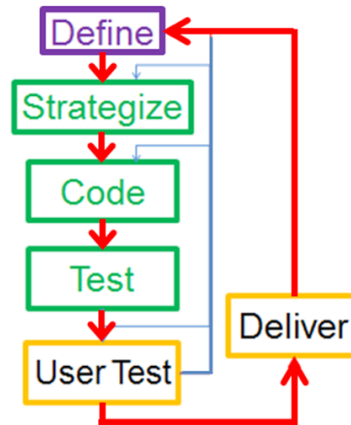 Define
Strategize
Code
Test
User Test
Deliver